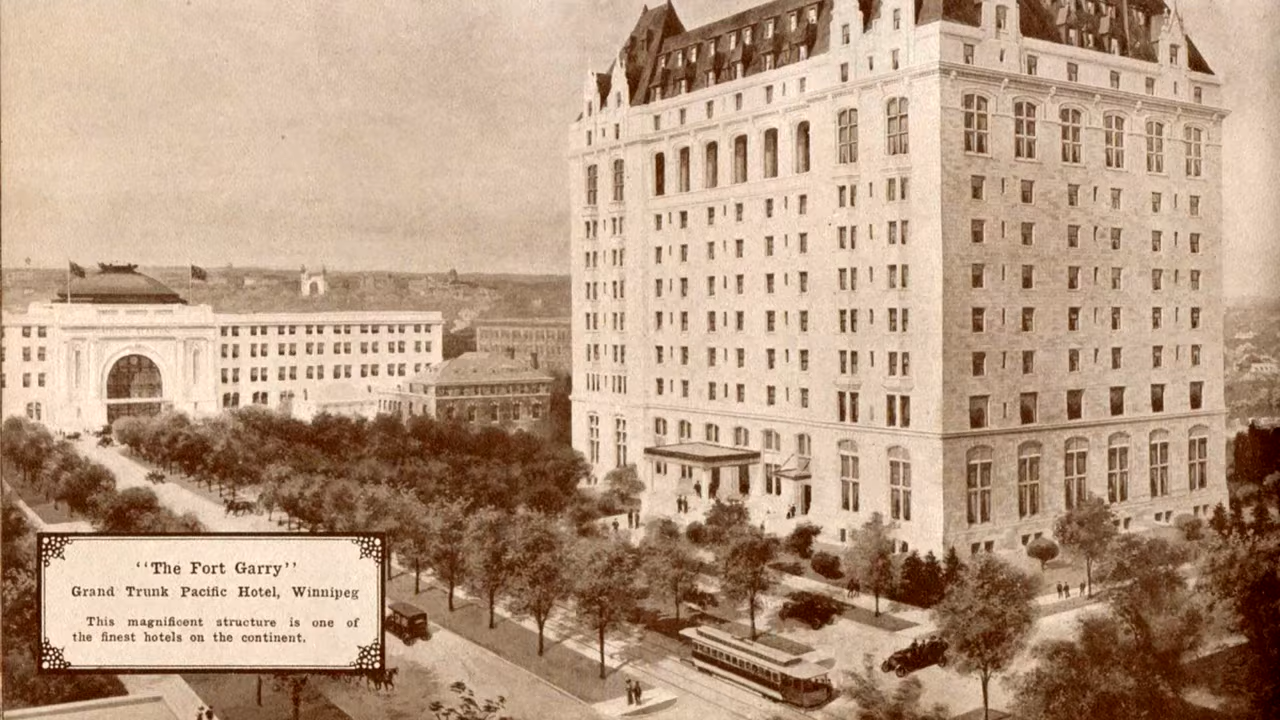 "The Fort Garry"
Grand Trunk Pacific Hotel, Winnipeg
This magnificent structure is one of
the finest hotels on the continent.